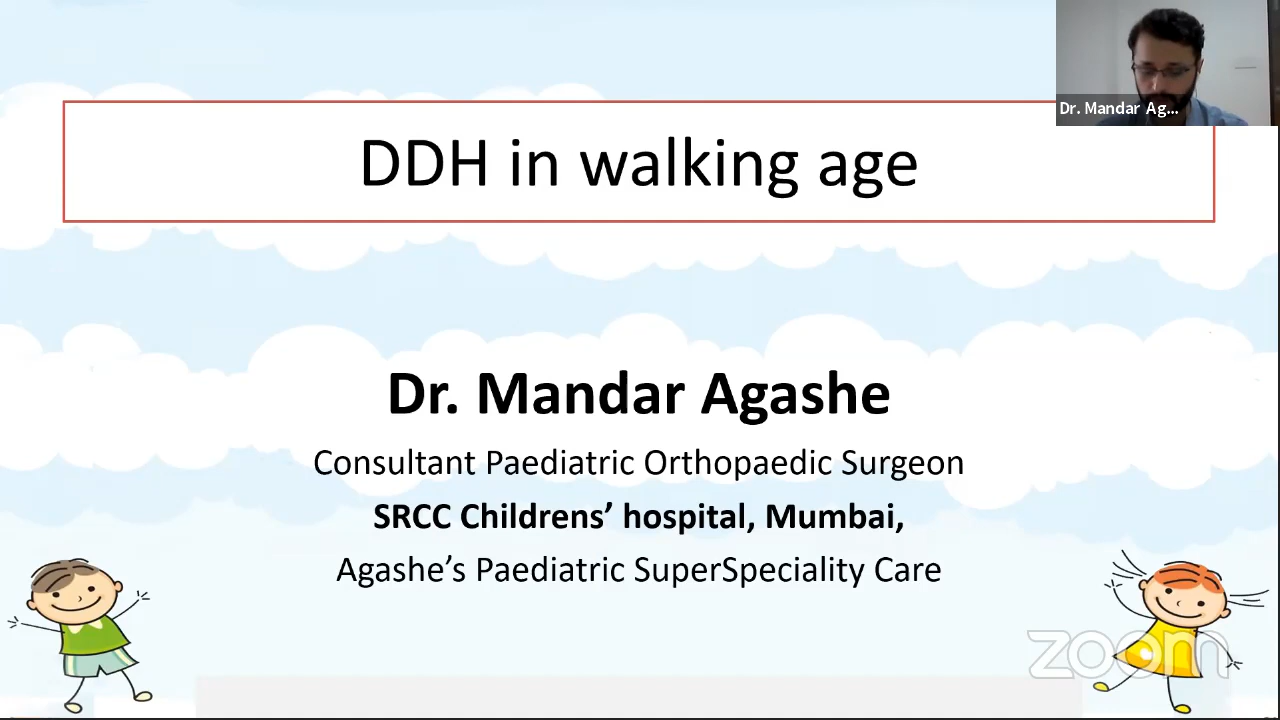 Dr. Mandar Ag...
DDH in walking age
Dr. Mandar Agashe
Consultant Paediatric Orthopaedic Surgeon
SRCC Childrens’ hospital, Mumbai,
Agashe’s Paediatric SuperSpeciality Care
zoom